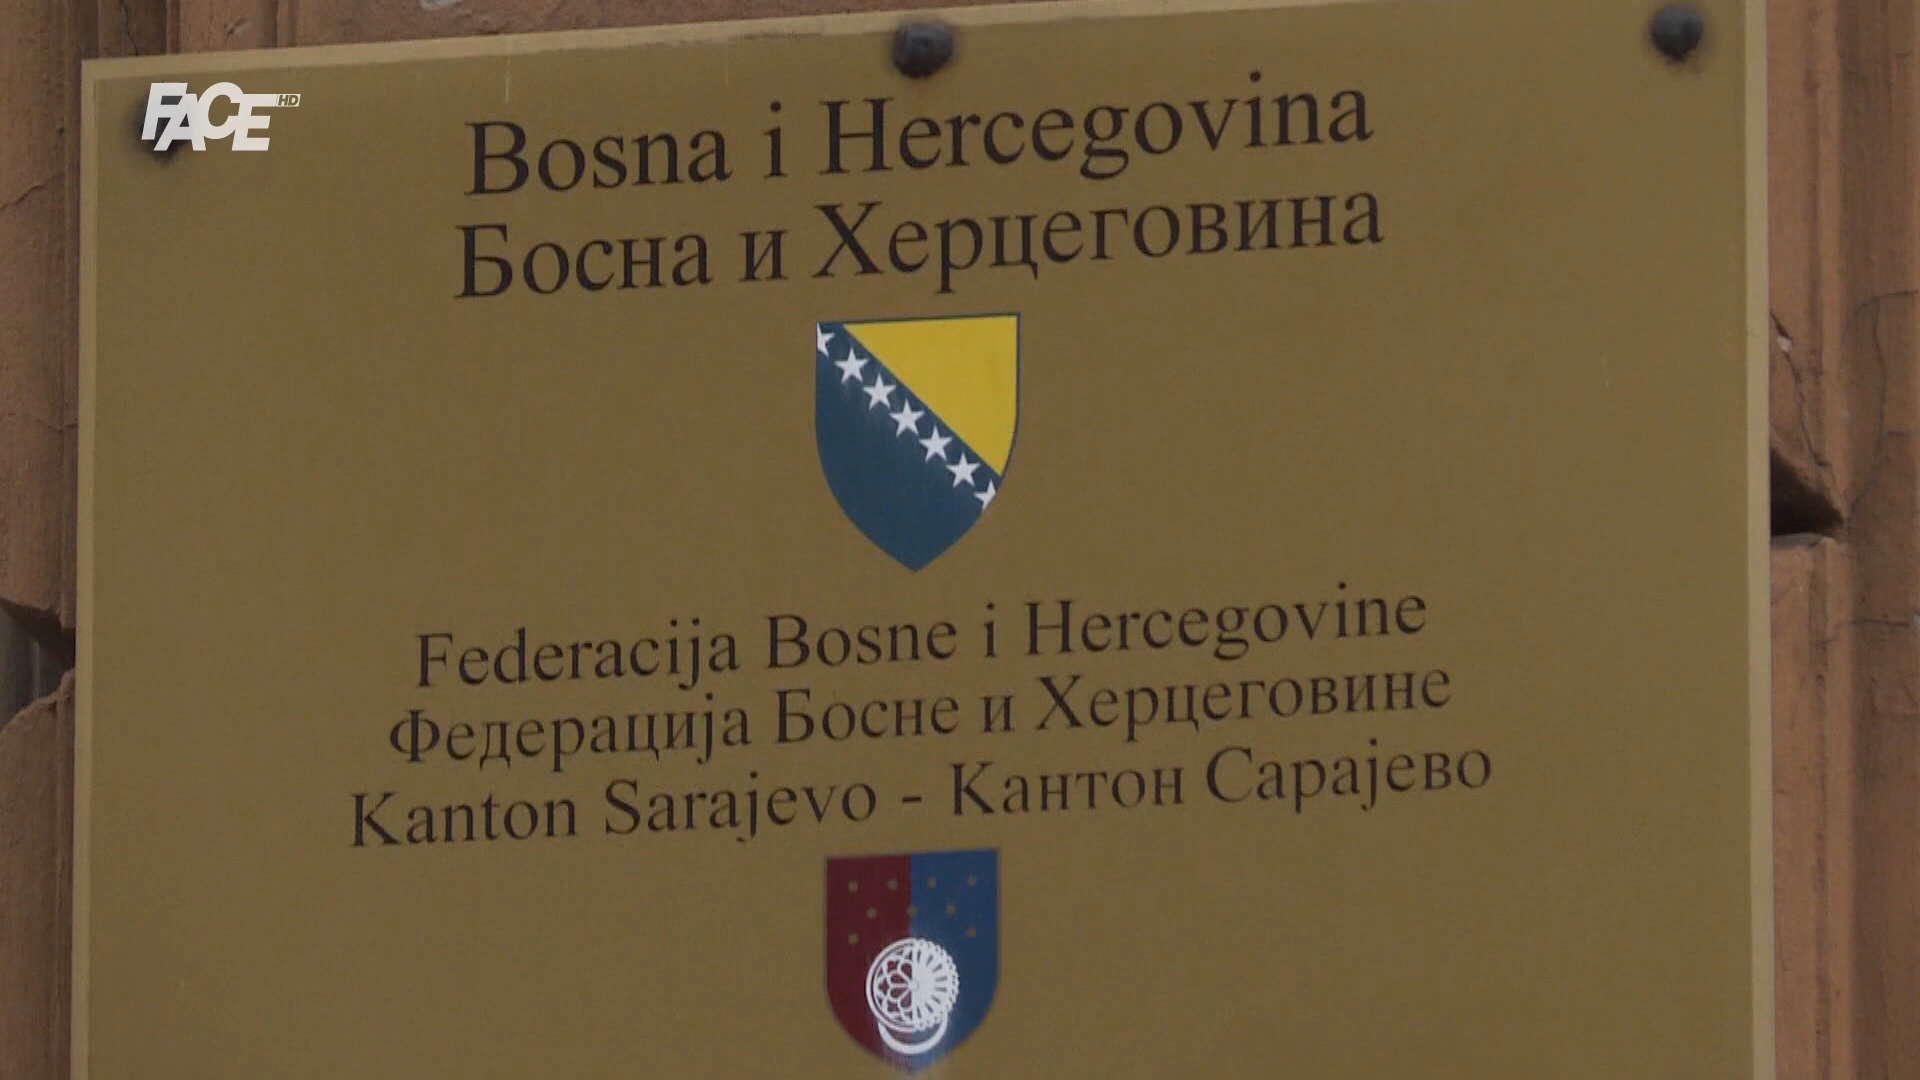 FACE HD
Bosna i Hercegovina
Босна и Херцеговина
Federacija Bosne i Hercegovine
Федерација Босне и Херцеговине
Kanton Sarajevo - Кантон Сарајево